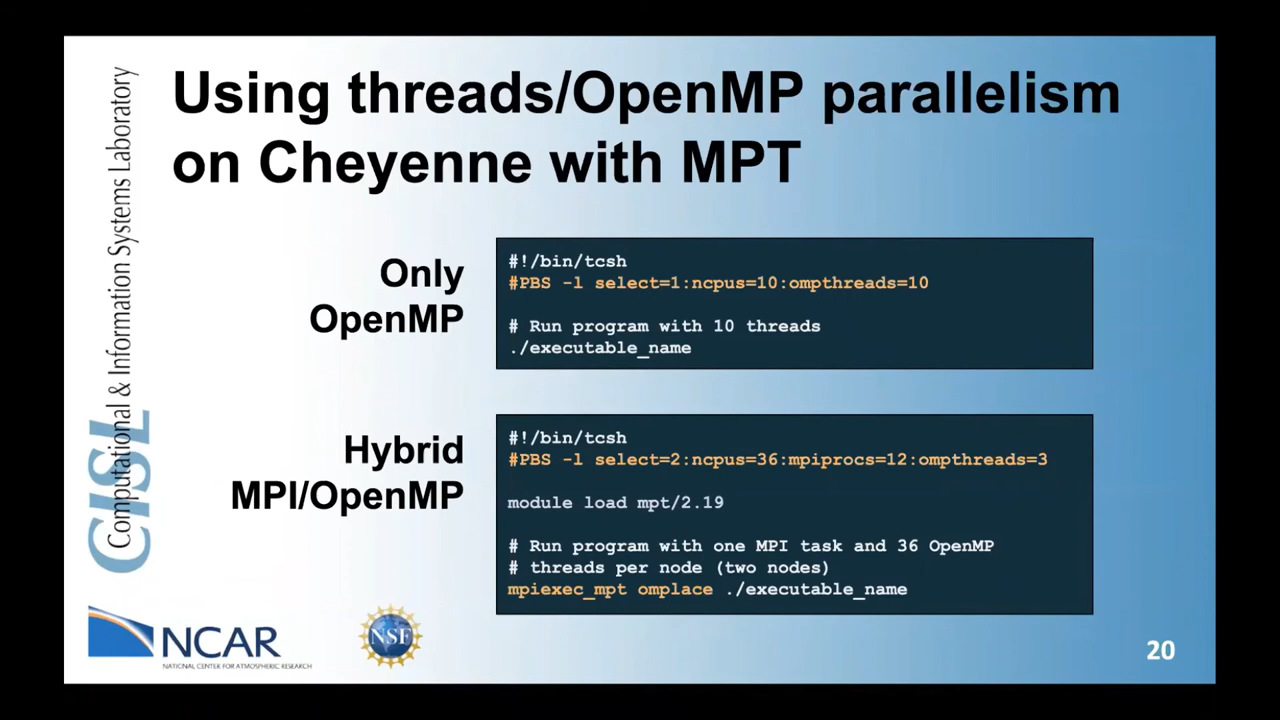 Using threads/OpenMP parallelism
on Cheyenne with MPT
Computational & Information Systems Laboratory
CISL
Only
OpenMP
#!/bin/tcsh
#PBS -l select=1:ncpus=10:ompthreads=10
# Run program with 10 threads
./executable_name
Hybrid
MPI/OpenMP
#!/bin/tcsh
#PBS -l select=2:ncpus=36:mpiprocs=12:ompthreads=3
module load mpt/2.19
# Run program with one MPI task and 36 OpenMP
# threads per node (two nodes)
mpiexec_mpt omplace ./executable_name
NCAR
NATIONAL CENTER FOR ATMOSPHERIC RESEARCH
NSF
20